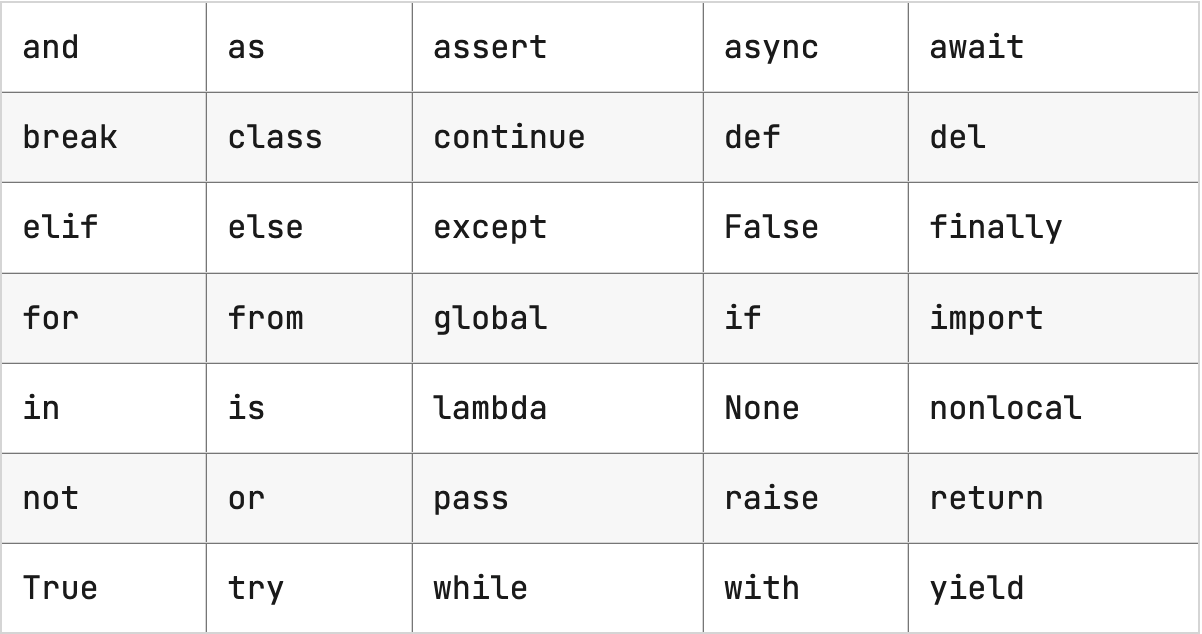 and as assert async await
break class continue def del
elif else except False finally
for from global if import
in is lambda None nonlocal
not or pass raise return
True try while with yield